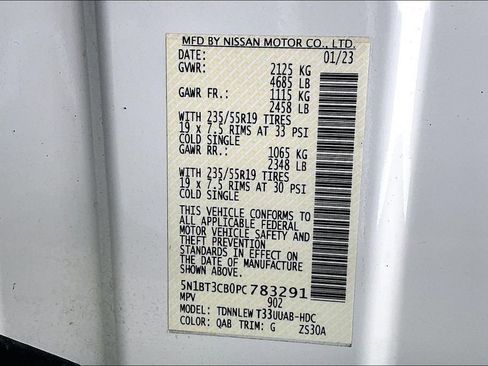 MFD BY NISSAN MOTOR CO., LTD.
DATE: 01/23
GVWR: 2125 KG
4685 LB
GAWR FR.: 1115 KG
2458 LB
WITH 235/55R19 TIRES
19 x 7.5 RIMS AT 33 PSI
COLD SINGLE
GAWR RR.: 1065 KG
2348 LB
WITH 235/55R19 TIRES
19 x 7.5 RIMS AT 30 PSI
COLD SINGLE
THIS VEHICLE CONFORMS TO
ALL APPLICABLE FEDERAL
MOTOR VEHICLE SAFETY AND
THEFT PREVENTION
STANDARDS IN EFFECT ON
THE DATE OF MANUFACTURE
SHOWN ABOVE.
5N1BT3CB0PC783291
MPV 90Z
MODEL: TDNNLEW T33UUAB-HDC
COLOR: QAB TRIM: G ZS30A